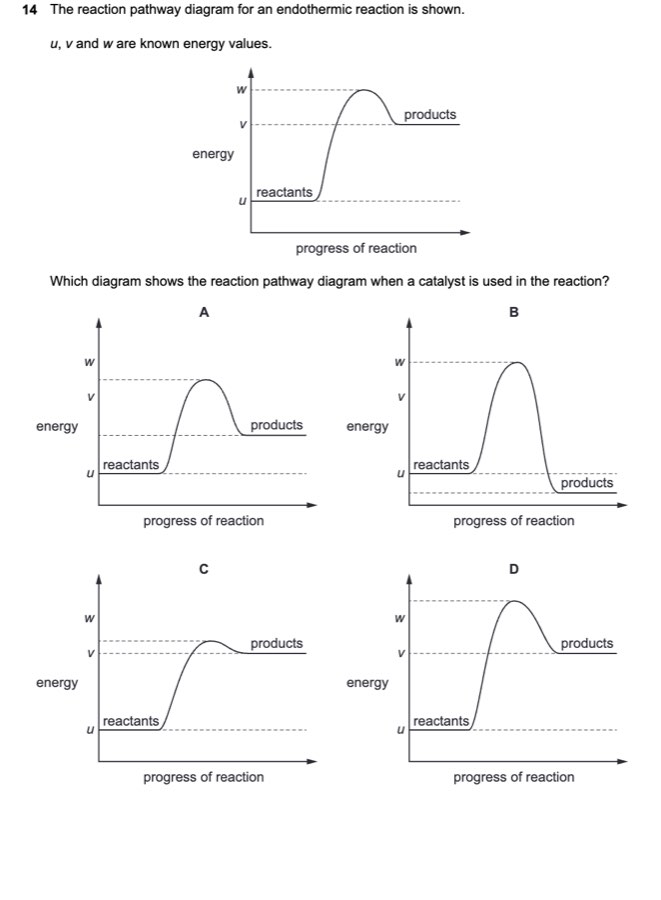 14 The reaction pathway diagram for an endothermic reaction is shown.
u, v and w are known energy values.
w
products
v
energy
reactants
u
progress of reaction
Which diagram shows the reaction pathway diagram when a catalyst is used in the reaction?
A
w
v
energy
products
reactants
u
progress of reaction
B
w
v
energy
reactants
u
products
progress of reaction
C
w
products
v
energy
reactants
u
progress of reaction
D
w
products
v
energy
reactants
u
progress of reaction